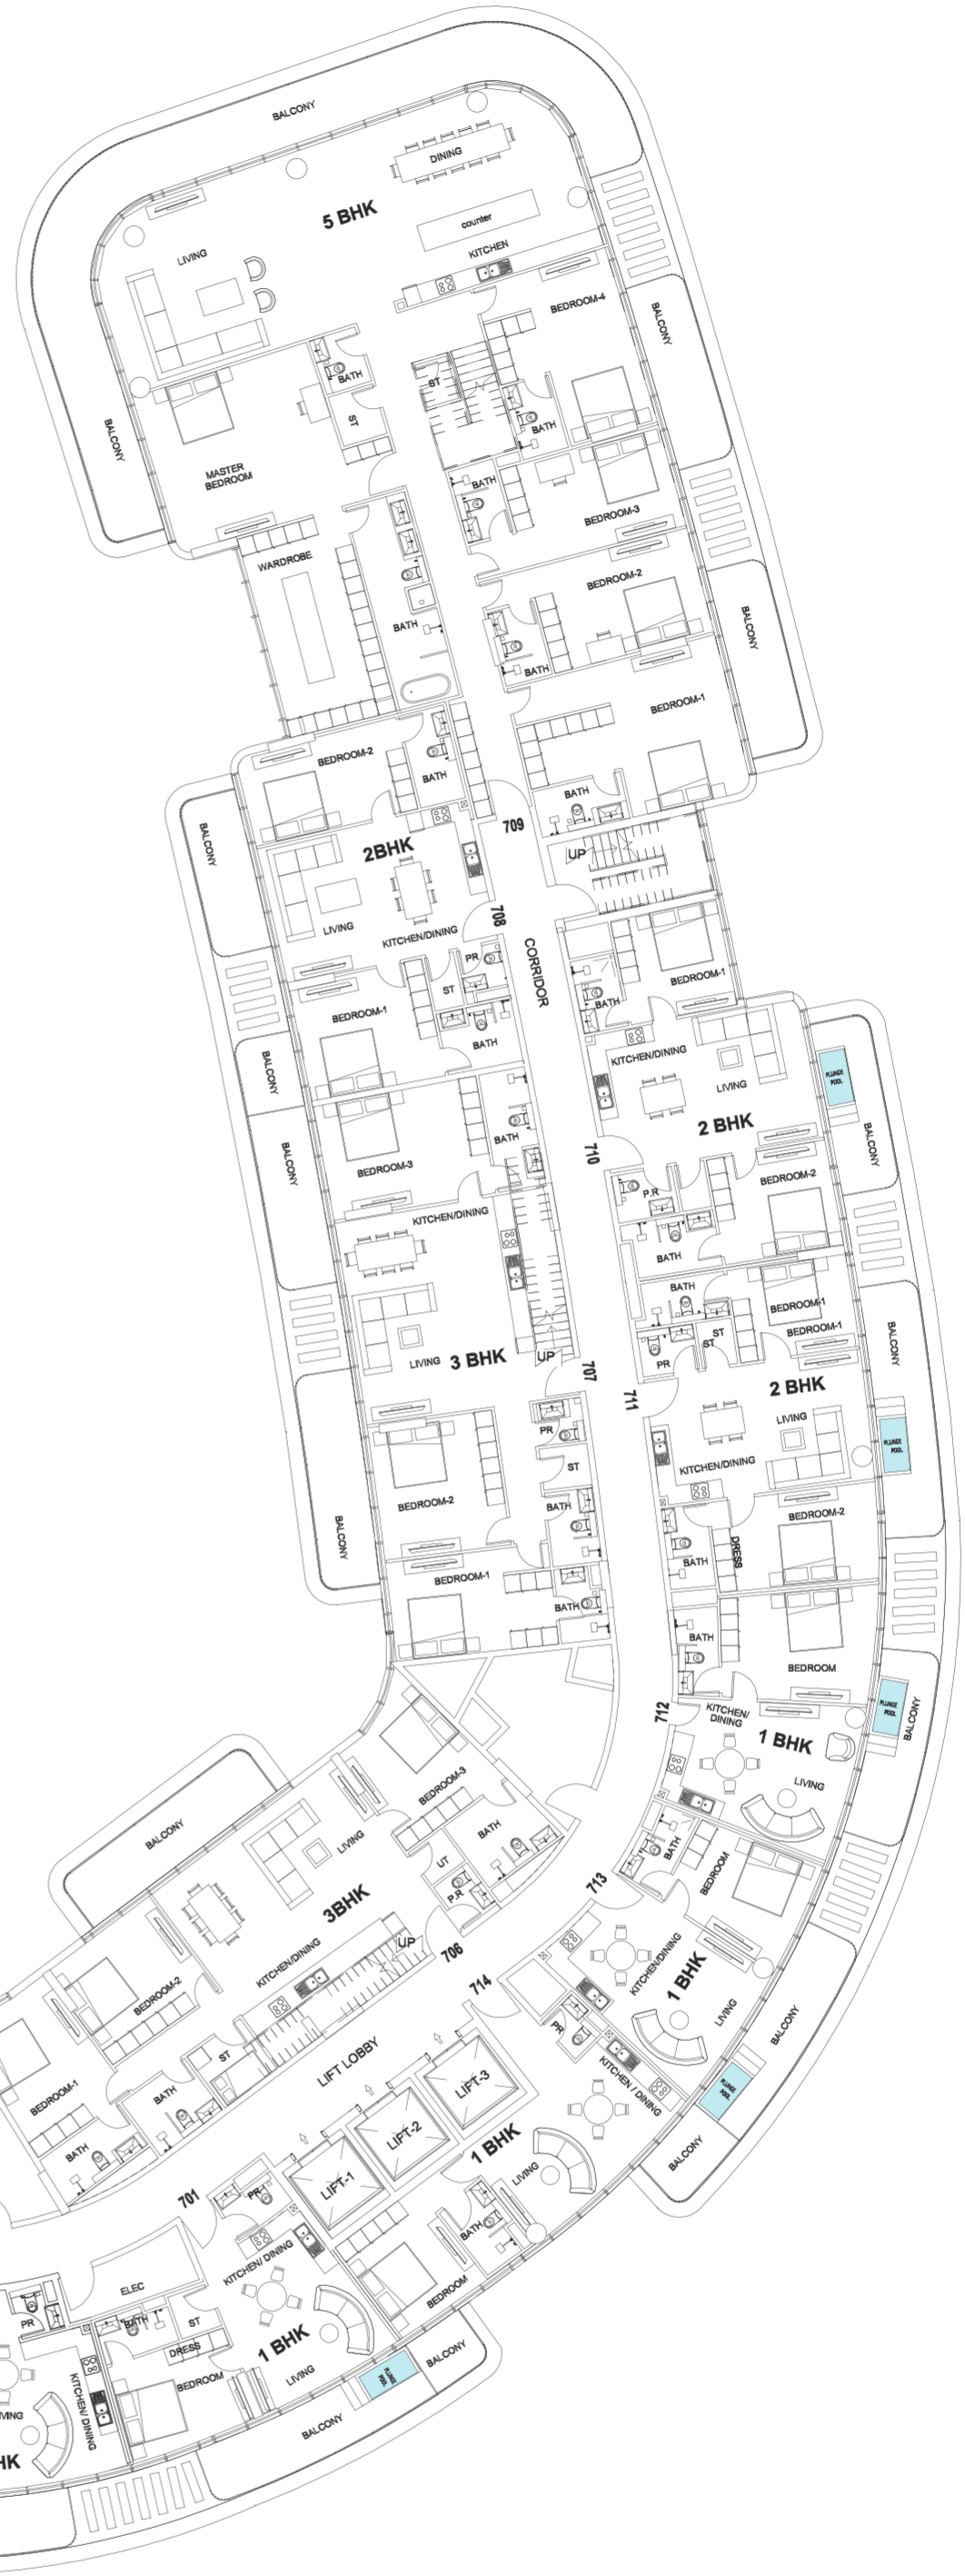 BALCONY
DINING
5 BHK
counter
LIVING
KITCHEN
BEDROOM-4
BALCONY
BATH
ST
ST
BATH
BALCONY
MASTER
BEDROOM
BATH
BEDROOM-3
WARDROBE
BEDROOM-2
BATH
BALCONY
BATH
BEDROOM-1
BEDROOM-2
BATH
BATH
709
BALCONY
2BHK
UP
708
LIVING
KITCHEN/DINING
CORRIDOR
PR
ST
BEDROOM-1
BATH
BEDROOM-1
BATH
KITCHEN/DINING
LIVING
PLUNGE
POOL
BALCONY
2 BHK
BALCONY
BATH
710
BALCONY
BEDROOM-3
BEDROOM-2
P.R
KITCHEN/DINING
BATH
BATH
BEDROOM-1
BEDROOM-1
ST
ST
PR
BALCONY
LIVING
3 BHK
UP
707
711
2 BHK
LIVING
PR
KITCHEN/DINING
PLUNGE
POOL
ST
BEDROOM-2
BATH
BEDROOM-2
BALCONY
BATH
DRESS
BEDROOM-1
BATH
BATH
BEDROOM
712
KITCHEN/
DINING
PLUNGE
POOL
BALCONY
1 BHK
LIVING
BEDROOM-3
BALCONY
LIVING
BATH
UT
P.R
BATH
BEDROOM
713
3BHK
KITCHEN/DINING
UP
706
KITCHEN/DINING
1 BHK
LIVING
714
BEDROOM-2
PR
BALCONY
ST
LIFT LOBBY
BATH
BEDROOM-1
BATH
LIFT-3
LIFT-2
LIFT-1
KITCHEN / DINING
PLUNGE
POOL
BALCONY
1 BHK
LIVING
701
PR
BATH
KITCHEN/ DINING
BEDROOM
ELEC
PR
BATH
ST
DRESS
1 BHK
BEDROOM
LIVING
PLUNGE
POOL
BALCONY
BALCONY
KITCHEN/ DINING